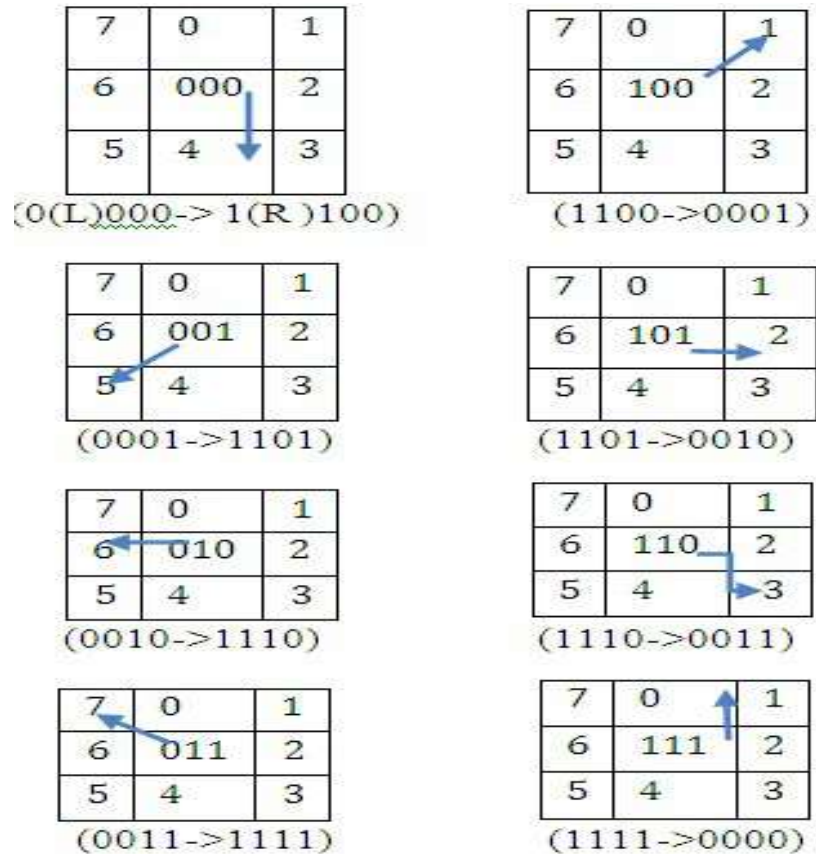 7 0 1
6 000 2
5 4 3
(0(L)000-> 1(R )100)
7 0 1
6 100 2
5 4 3
(1100->0001)
7 0 1
6 001 2
5 4 3
(0001->1101)
7 0 1
6 101 2
5 4 3
(1101->0010)
7 0 1
6 010 2
5 4 3
(0010->1110)
7 0 1
6 110 2
5 4 3
(1110->0011)
7 0 1
6 011 2
5 4 3
(0011->1111)
7 0 1
6 111 2
5 4 3
(1111->0000)